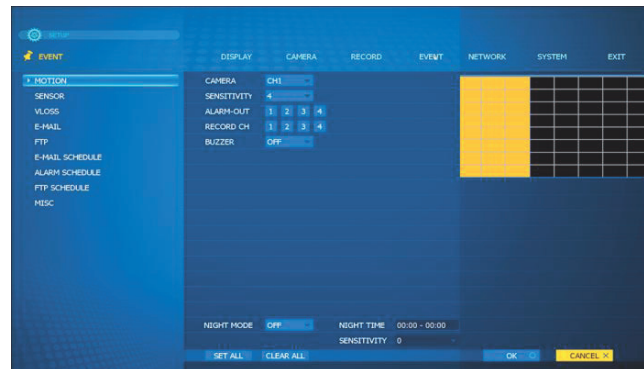 SETUP
EVENT
DISPLAY CAMERA RECORD EVENT NETWORK SYSTEM EXIT
MOTION
SENSOR
VLOSS
E-MAIL
FTP
E-MAIL SCHEDULE
ALARM SCHEDULE
FTP SCHEDULE
MISC
CAMERA CH1
SENSITIVITY 4
ALARM-OUT 1 2 3 4
RECORD CH 1 2 3 4
BUZZER OFF
NIGHT MODE OFF NIGHT TIME 00:00 - 00:00
SENSITIVITY 0
SET ALL CLEAR ALL OK CANCEL